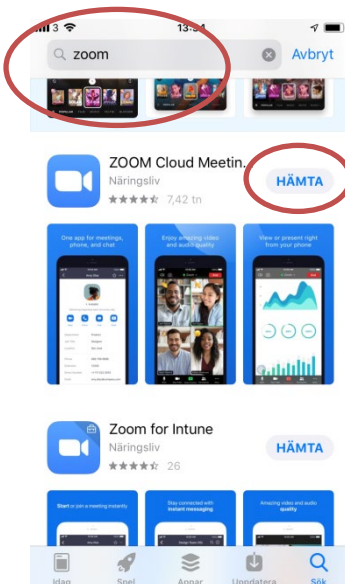 3
13:54
zoom
Avbryt
ZOOM Cloud Meetin.
HÄMTA
Näringsliv
7,42 tn
One app for meetings,
phone, and chat
Enjoy amazing video
and audio quality
View or present right
from your phone
Zoom for Intune
HÄMTA
Näringsliv
26
Start or join a meeting instantly
Stay connected with
instant messaging
Amazing video and audio
quality
Idag
Spel
Appar
Uppdatera
Sök